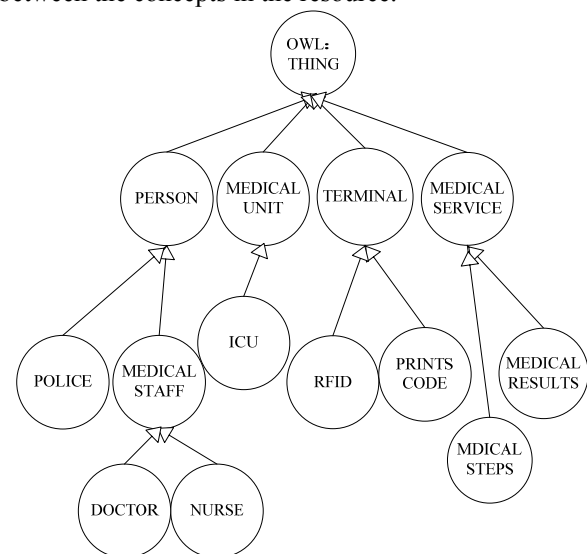 between the concepts in the resource.
OWL:
THING
PERSON
MEDICAL
UNIT
TERMINAL
MEDICAL
SERVICE
POLICE
MEDICAL
STAFF
ICU
RFID
PRINTS
CODE
MEDICAL
RESULTS
MDICAL
STEPS
DOCTOR
NURSE